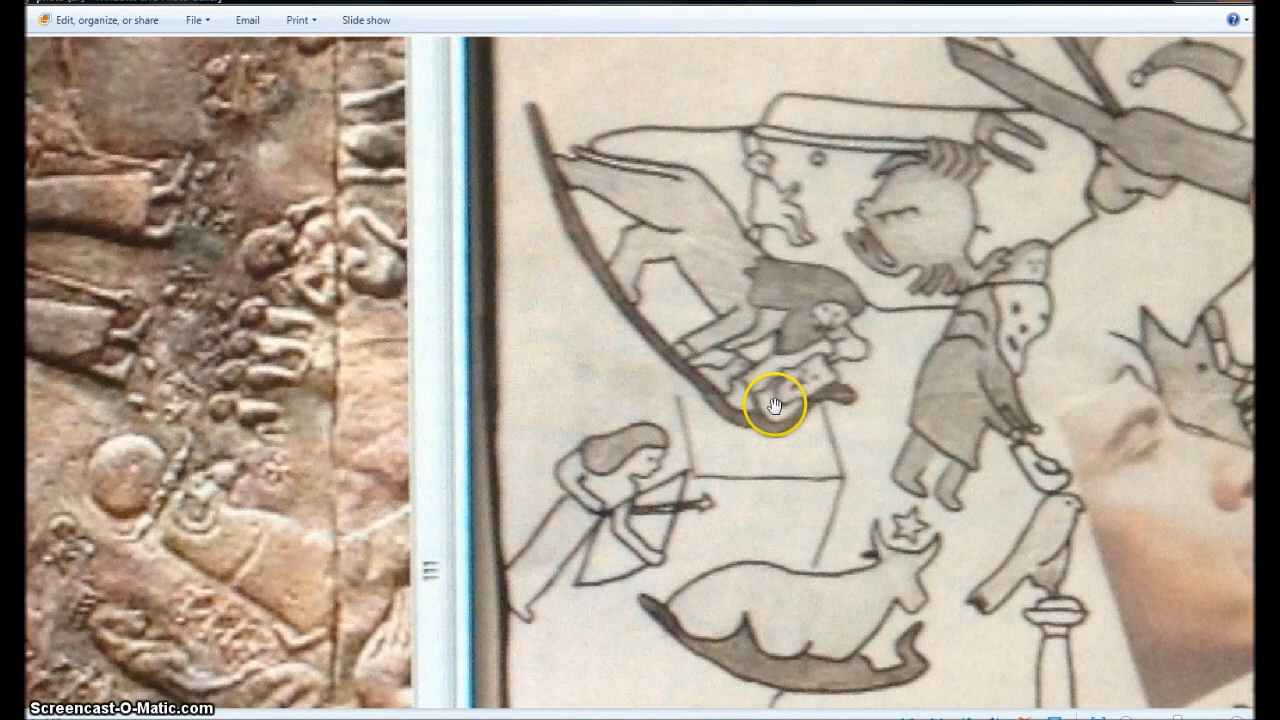 Edit, organize, or share File Email Print Slide show
Screencast-O-Matic.com